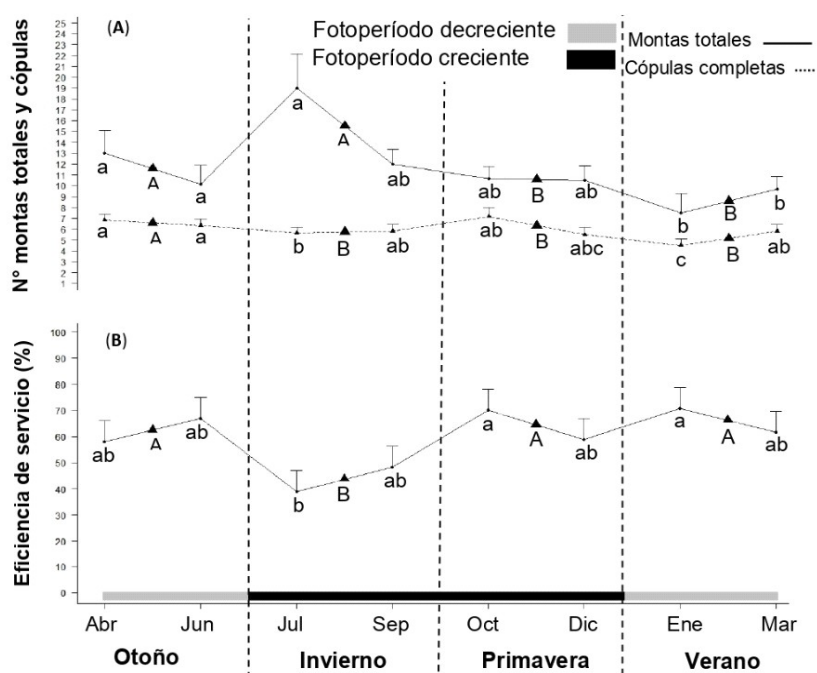 (A)
Fotoperíodo decreciente
Fotoperíodo creciente
Montas totales
Cópulas completas
N° montas totales y cópulas
25
24
23
22
21
20
19
18
17
16
15
14
13
12
11
10
9
8
7
6
5
4
3
2
1
a A a a A ab ab B ab b B b
a A a b B ab ab B abc c B ab
(B)
Eficiencia de servicio (%)
100
90
80
70
60
50
40
30
20
10
0
ab A ab b B ab a A ab a A ab
Abr Jun Jul Sep Oct Dic Ene Mar
Otoño Invierno Primavera Verano